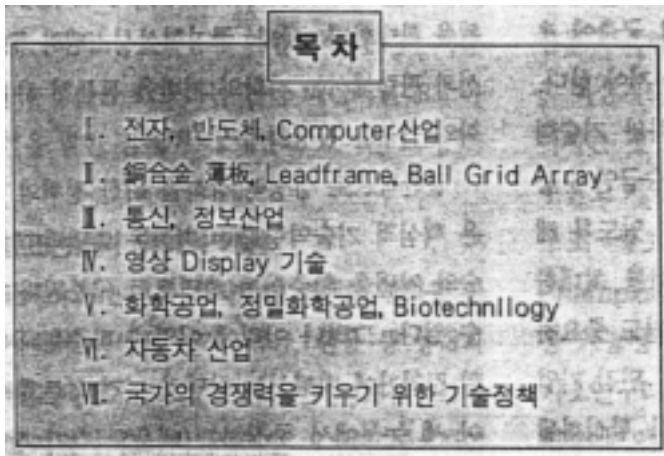 목차
Ⅰ. 전자, 반도체, Computer산업
Ⅱ. 銅合金 薄板, Leadframe, Ball Grid Array
Ⅲ. 통신, 정보산업
Ⅳ. 영상 Display 기술
Ⅴ. 화학공업, 정밀화학공업, Biotechnllogy
Ⅵ. 자동차 산업
Ⅶ. 국가의 경쟁력을 키우기 위한 기술정책